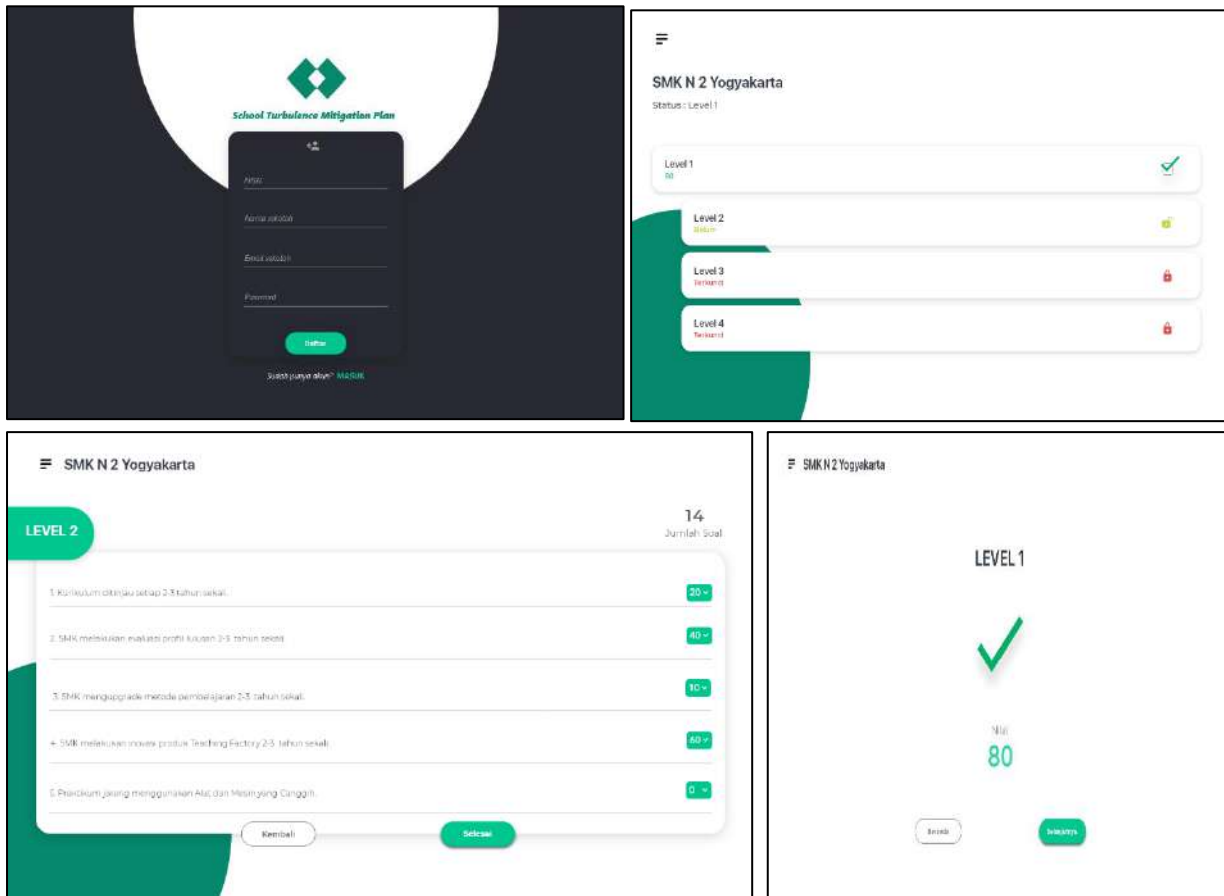 School Turbulence Mitigation Plan
NPSN
Nama sekolah
Email sekolah
Password
Daftar
Sudah punya akun? MASUK
SMK N 2 Yogyakarta
Status : Level 1
Level 1
80
Level 2
Belum
Level 3
Terkunci
Level 4
Terkunci
SMK N 2 Yogyakarta
LEVEL 2
14
Jumlah Soal
1. Kurikulum ditinjau setiap 2-3 tahun sekali.
20
2. SMK melakukan evaluasi profil lulusan 2-3 tahun sekali
40
3. SMK mengupgrade metode pembelajaran 2-3 tahun sekali.
10
4. SMK melakukan inovasi produk Teaching Factory 2-3 tahun sekali
60
5. Praktikum jarang menggunakan Alat dan Mesin yang Canggih.
0
Kembali
Selesai
SMK N 2 Yogyakarta
LEVEL 1
Nilai
80
Beranda
Selanjutnya